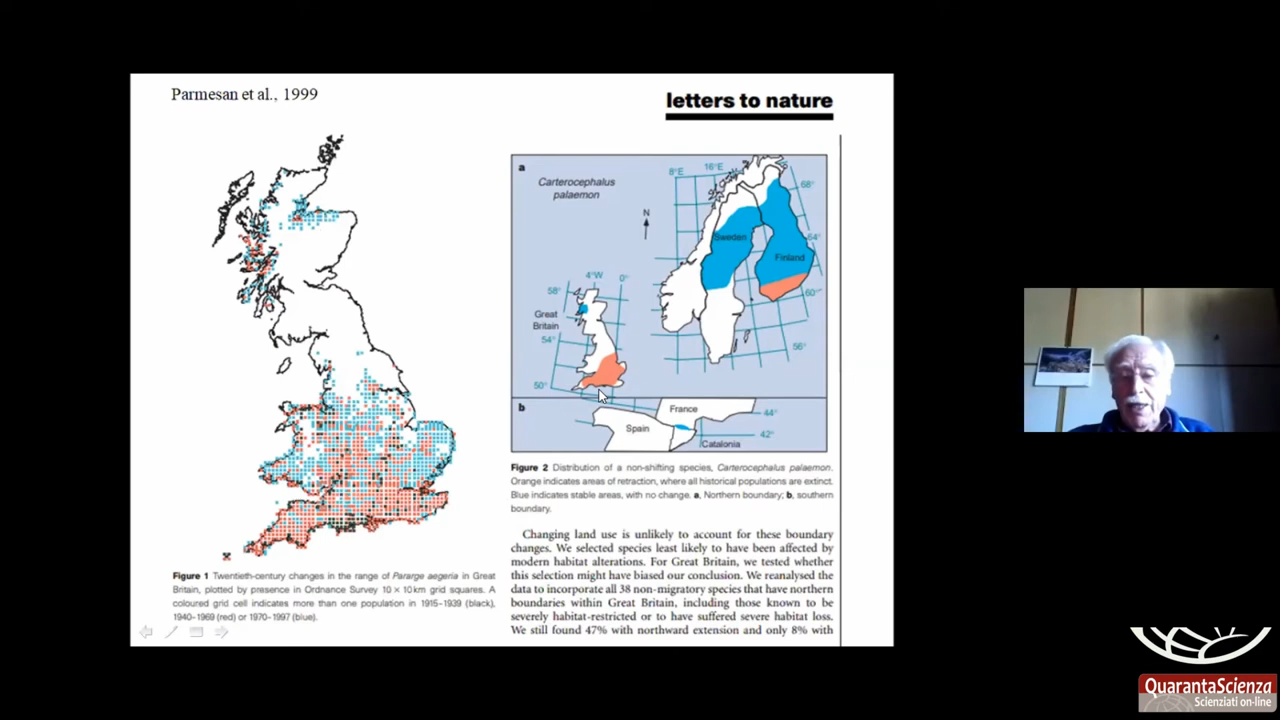 Parmesan et al., 1999
letters to nature
Figure 1 Twentieth-century changes in the range of Pararge aegeria in Great
Britain, plotted by presence in Ordnance Survey 10 × 10 km grid squares. A
coloured grid cell indicates more than one population in 1915–1939 (black),
1940–1969 (red) or 1970–1997 (blue).
a
Carterocephalus
palaemon
8°E
16°E
68°
N
Sweden
64°
Finland
60°
4°W
0°
58°
Great
Britain
54°
56°
50°
b
France
44°
Spain
42°
Catalonia
Figure 2 Distribution of a non-shifting species, Carterocephalus palaemon.
Orange indicates areas of retraction, where all historical populations are extinct.
Blue indicates stable areas, with no change. a, Northern boundary; b, southern
boundary.
Changing land use is unlikely to account for these boundary
changes. We selected species least likely to have been affected by
modern habitat alterations. For Great Britain, we tested whether
this selection might have biased our conclusion. We reanalysed the
data to incorporate all 38 non-migratory species that have northern
boundaries within Great Britain, including those known to be
severely habitat-restricted or to have suffered severe habitat loss.
We still found 47% with northward extension and only 8% with
QuarantaScienza
Scienziati on-line